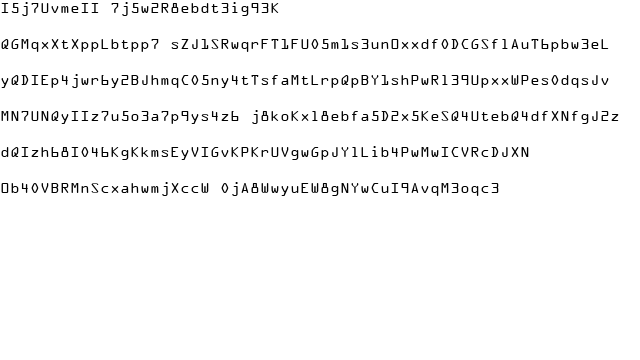 I5j7UvmeII 7j5w2R8ebdt3ig93K
QGMqxXtXppLbtpp7 sZJ1SRwqrFT1FU05m1s3unOxxdf0DCGSf1AuT6pbw3eL
yQDIEp4jwr6y2BJhmqC05ny4tTsfaMtLrpQpBY1shPwR139UpxxWPes0dqsJv
MN7UNQyIIz7u5o3a7p9ys4z6 j8koKx18ebfa5D2x5KeSQ4UtebQ4dfXNfgJ2z
dQIzh68I046KgKkmsEyVIGvKPKrUVgwGpJY1Lib4PwMwICVRcDJXN
Ob40VBRMnScxahwmjXccW 0jA8WwyuEW8gNYwCuI9AvqM3oqc3